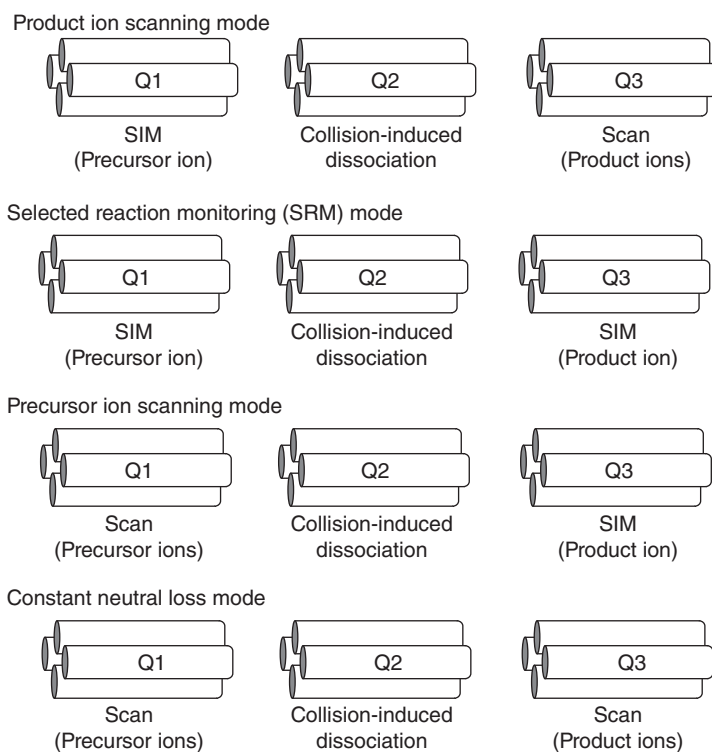 Product ion scanning mode
Q1 Q2 Q3
SIM Collision-induced Scan
(Precursor ion) dissociation (Product ions)
Selected reaction monitoring (SRM) mode
Q1 Q2 Q3
SIM Collision-induced SIM
(Precursor ion) dissociation (Product ion)
Precursor ion scanning mode
Q1 Q2 Q3
Scan Collision-induced SIM
(Precursor ions) dissociation (Product ion)
Constant neutral loss mode
Q1 Q2 Q3
Scan Collision-induced Scan
(Precursor ions) dissociation (Product ions)